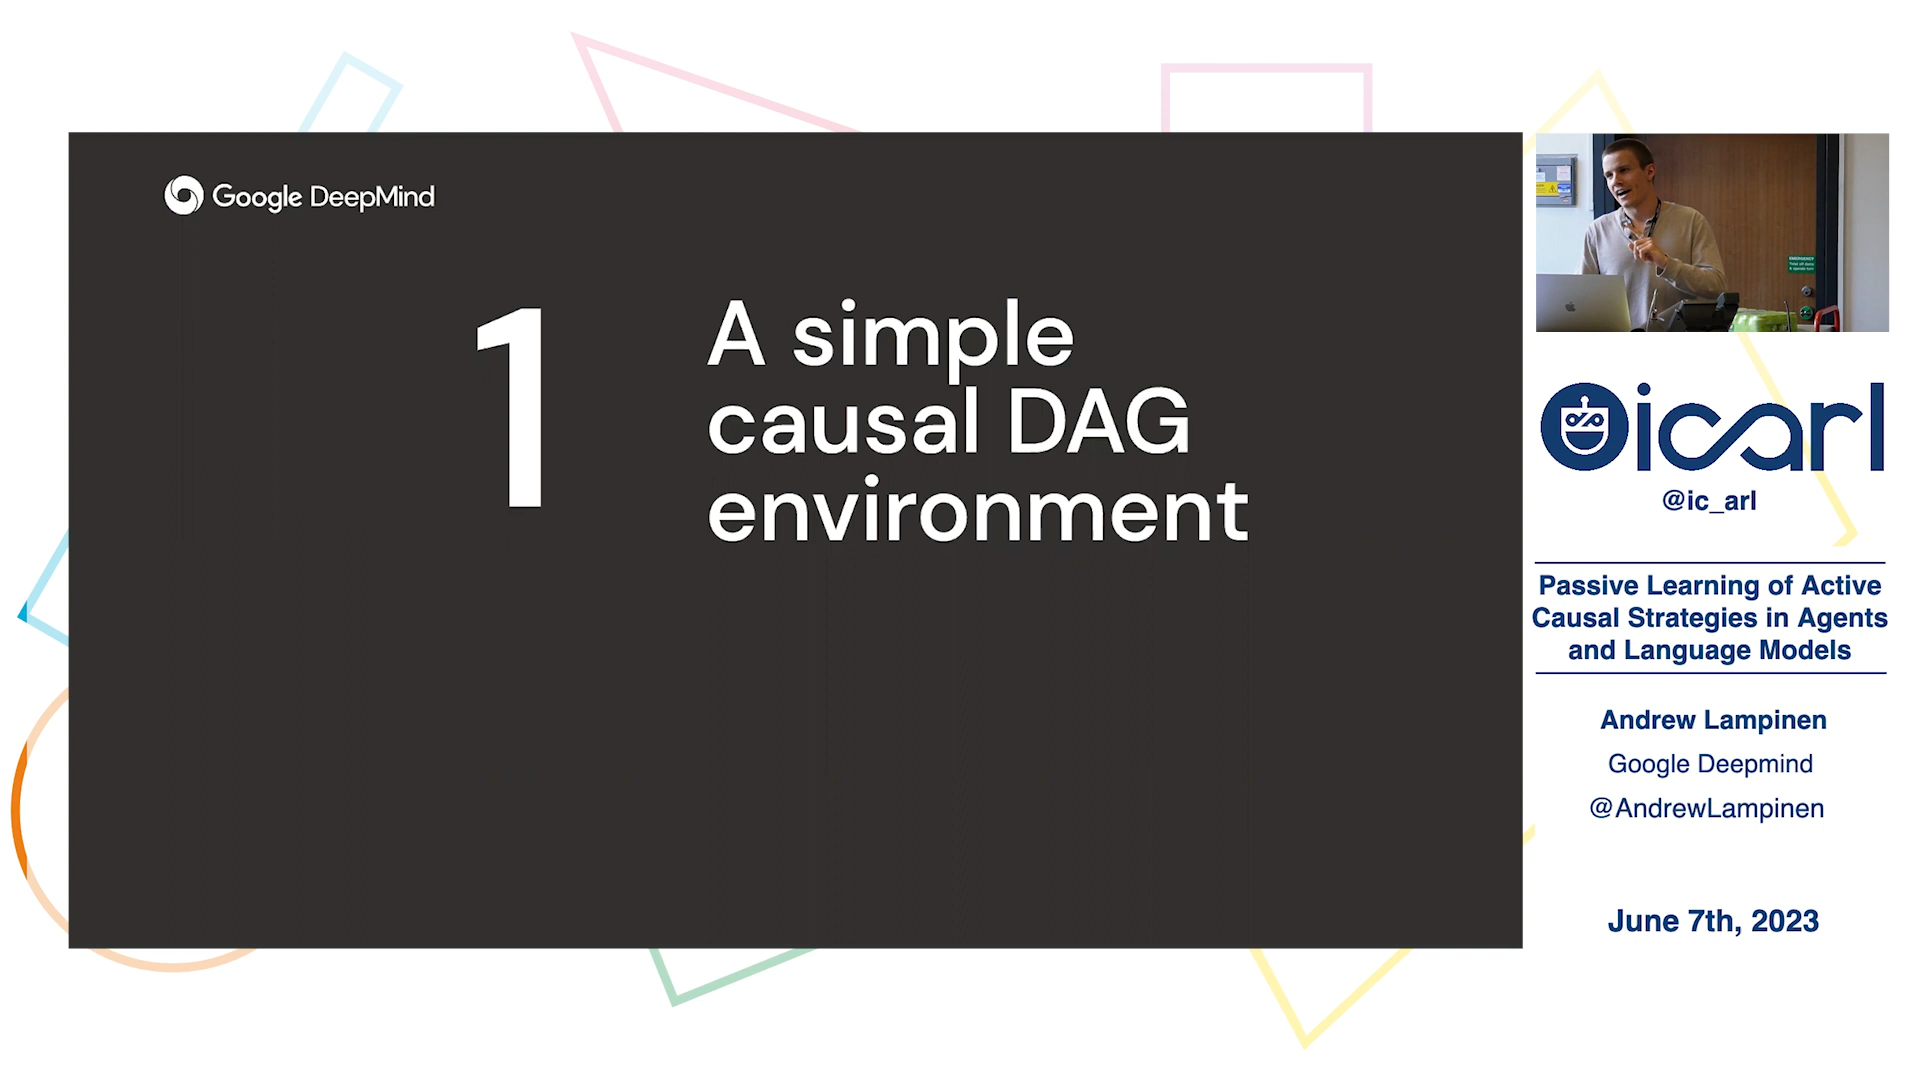 Google DeepMind
1
A simple
causal DAG
environment
icarl
@ic_arl
Passive Learning of Active
Causal Strategies in Agents
and Language Models
Andrew Lampinen
Google Deepmind
@AndrewLampinen
June 7th, 2023
EMERGENCY